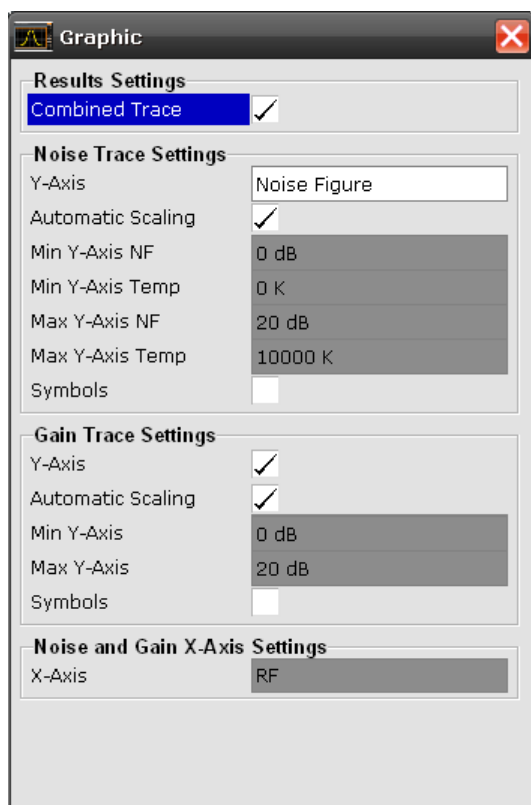 Graphic
Results Settings
Combined Trace
Noise Trace Settings
Y-Axis Noise Figure
Automatic Scaling
Min Y-Axis NF 0 dB
Min Y-Axis Temp 0 K
Max Y-Axis NF 20 dB
Max Y-Axis Temp 10000 K
Symbols
Gain Trace Settings
Y-Axis
Automatic Scaling
Min Y-Axis 0 dB
Max Y-Axis 20 dB
Symbols
Noise and Gain X-Axis Settings
X-Axis RF